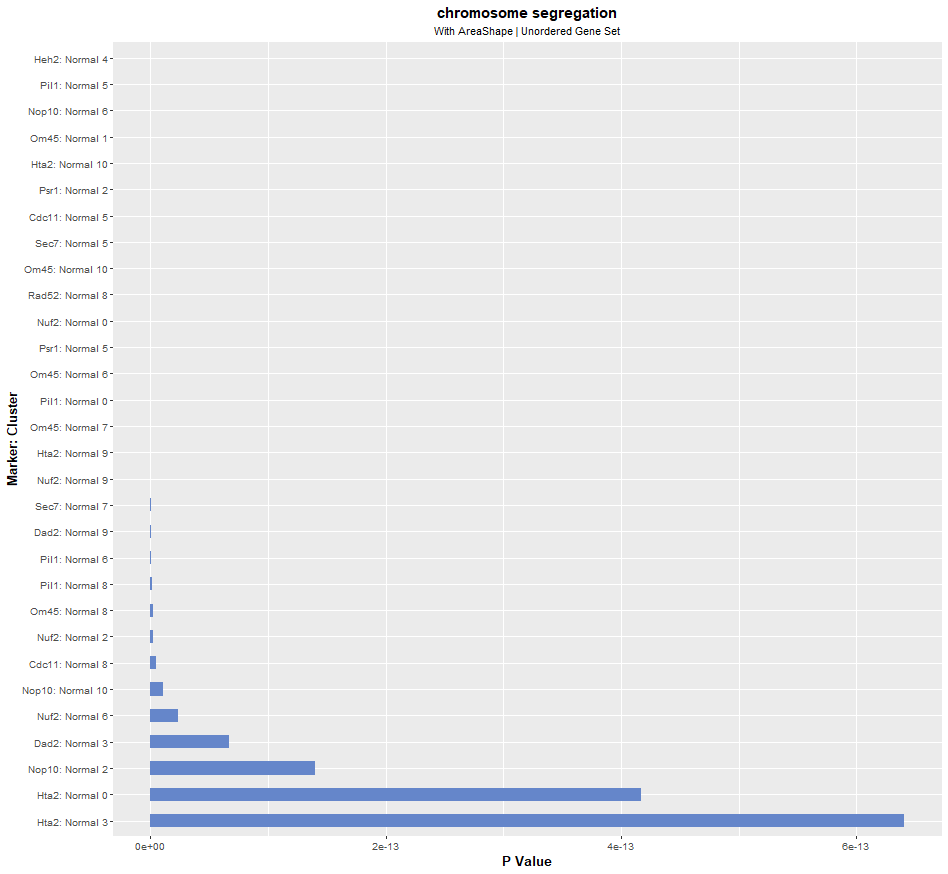 chromosome segregation
With AreaShape | Unordered Gene Set
Marker: Cluster
Heh2: Normal 4
Pil1: Normal 5
Nop10: Normal 6
Om45: Normal 1
Hta2: Normal 10
Psr1: Normal 2
Cdc11: Normal 5
Sec7: Normal 5
Om45: Normal 10
Rad52: Normal 8
Nuf2: Normal 0
Psr1: Normal 5
Om45: Normal 6
Pil1: Normal 0
Om45: Normal 7
Hta2: Normal 9
Nuf2: Normal 9
Sec7: Normal 7
Dad2: Normal 9
Pil1: Normal 6
Pil1: Normal 8
Om45: Normal 8
Nuf2: Normal 2
Cdc11: Normal 8
Nop10: Normal 10
Nuf2: Normal 6
Dad2: Normal 3
Nop10: Normal 2
Hta2: Normal 0
Hta2: Normal 3
0e+00 2e-13 4e-13 6e-13
P Value